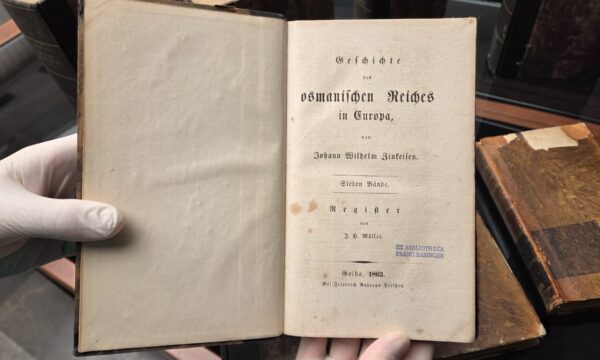 Geschichte
des
osmanischen Reiches
in Europa,
von
Johann Wilhelm Zinkeisen.
Sieben Bände.
Register
von
J. H. Möller.
EX BIBLIOTHECA
FRANC. BABINGER
Gotha, 1863.
Bei Friedrich Andreas Perthes.